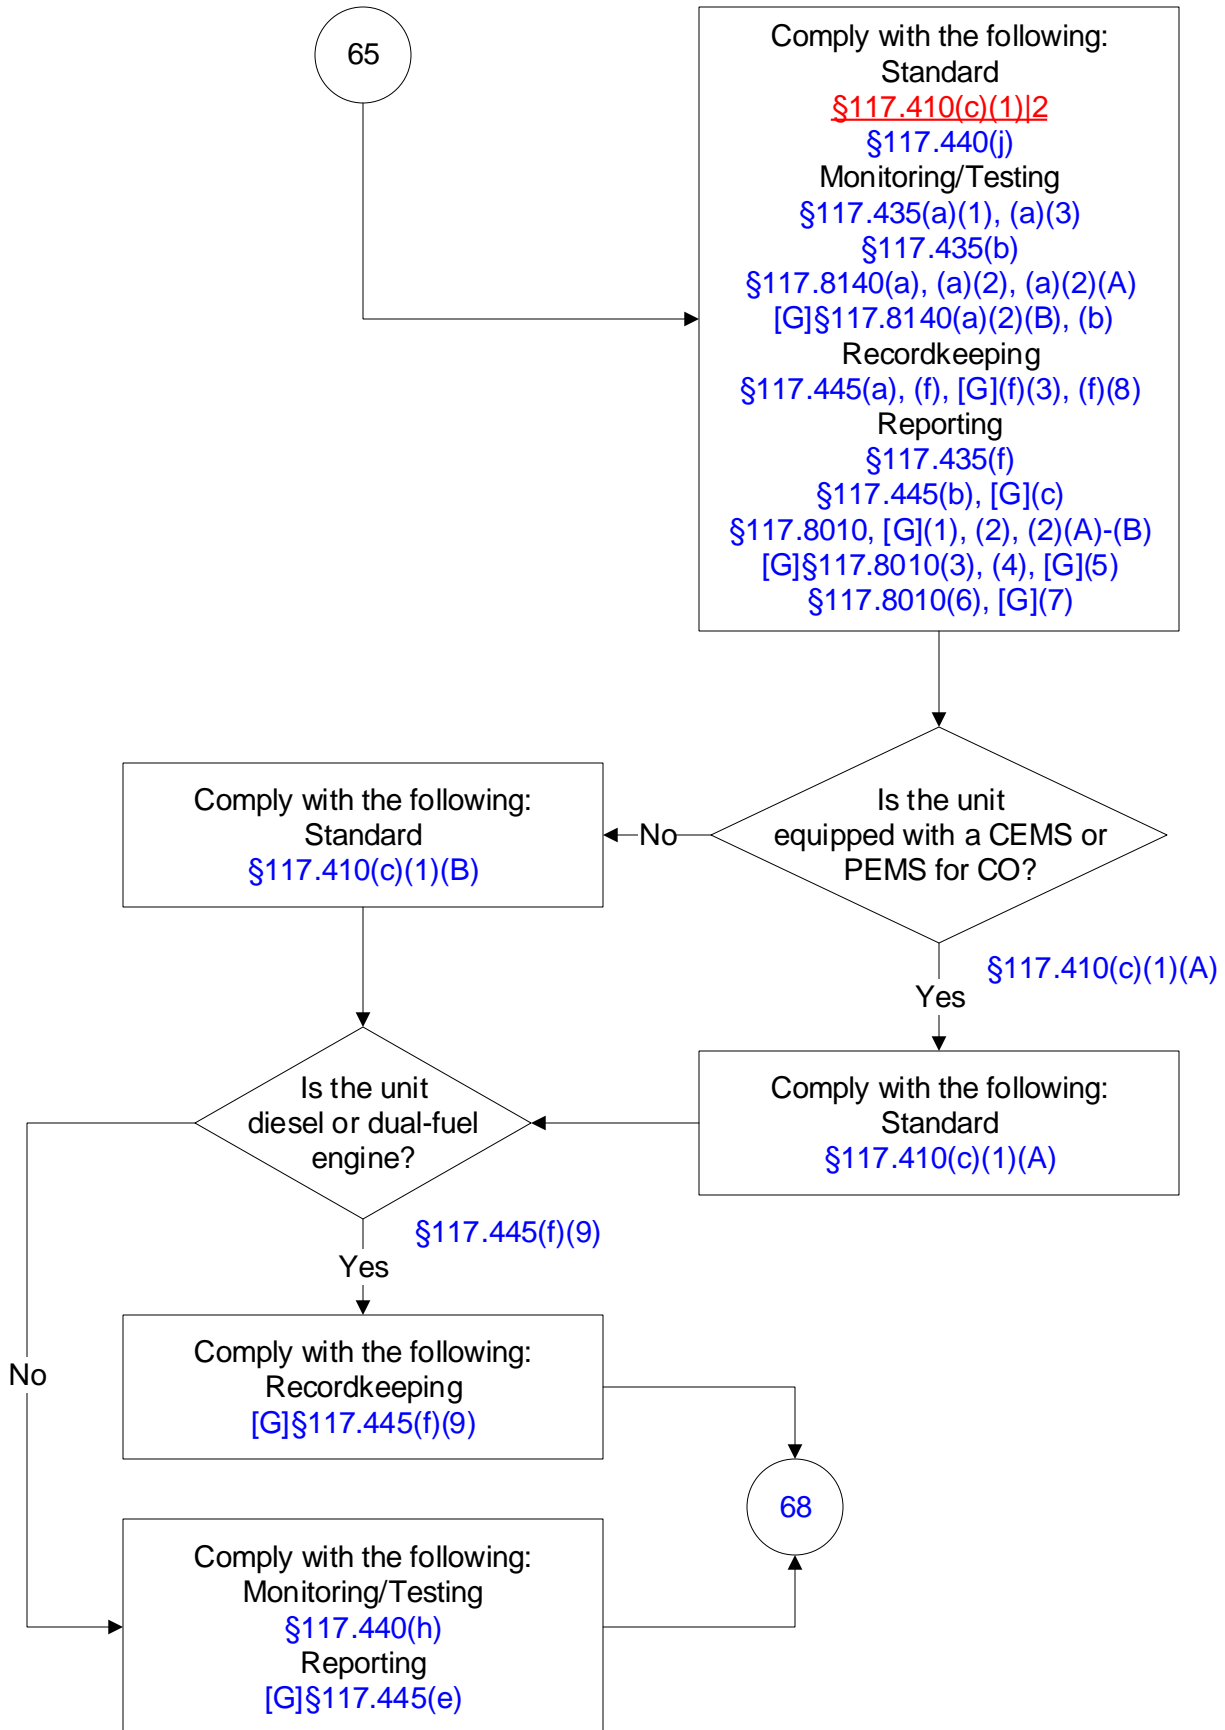 65
Comply with the following:
Standard
§117.410(c)(1)|2
§117.440(j)
Monitoring/Testing
§117.435(a)(1), (a)(3)
§117.435(b)
§117.8140(a), (a)(2), (a)(2)(A)
[G]§117.8140(a)(2)(B), (b)
Recordkeeping
§117.445(a), (f), [G](f)(3), (f)(8)
Reporting
§117.435(f)
§117.445(b), [G](c)
§117.8010, [G](1), (2), (2)(A)-(B)
[G]§117.8010(3), (4), [G](5)
§117.8010(6), [G](7)
Is the unit
equipped with a CEMS or
PEMS for CO?
No
Comply with the following:
Standard
§117.410(c)(1)(B)
§117.410(c)(1)(A)
Yes
Comply with the following:
Standard
§117.410(c)(1)(A)
Is the unit
diesel or dual-fuel
engine?
§117.445(f)(9)
Yes
Comply with the following:
Recordkeeping
[G]§117.445(f)(9)
No
Comply with the following:
Monitoring/Testing
§117.440(h)
Reporting
[G]§117.445(e)
68